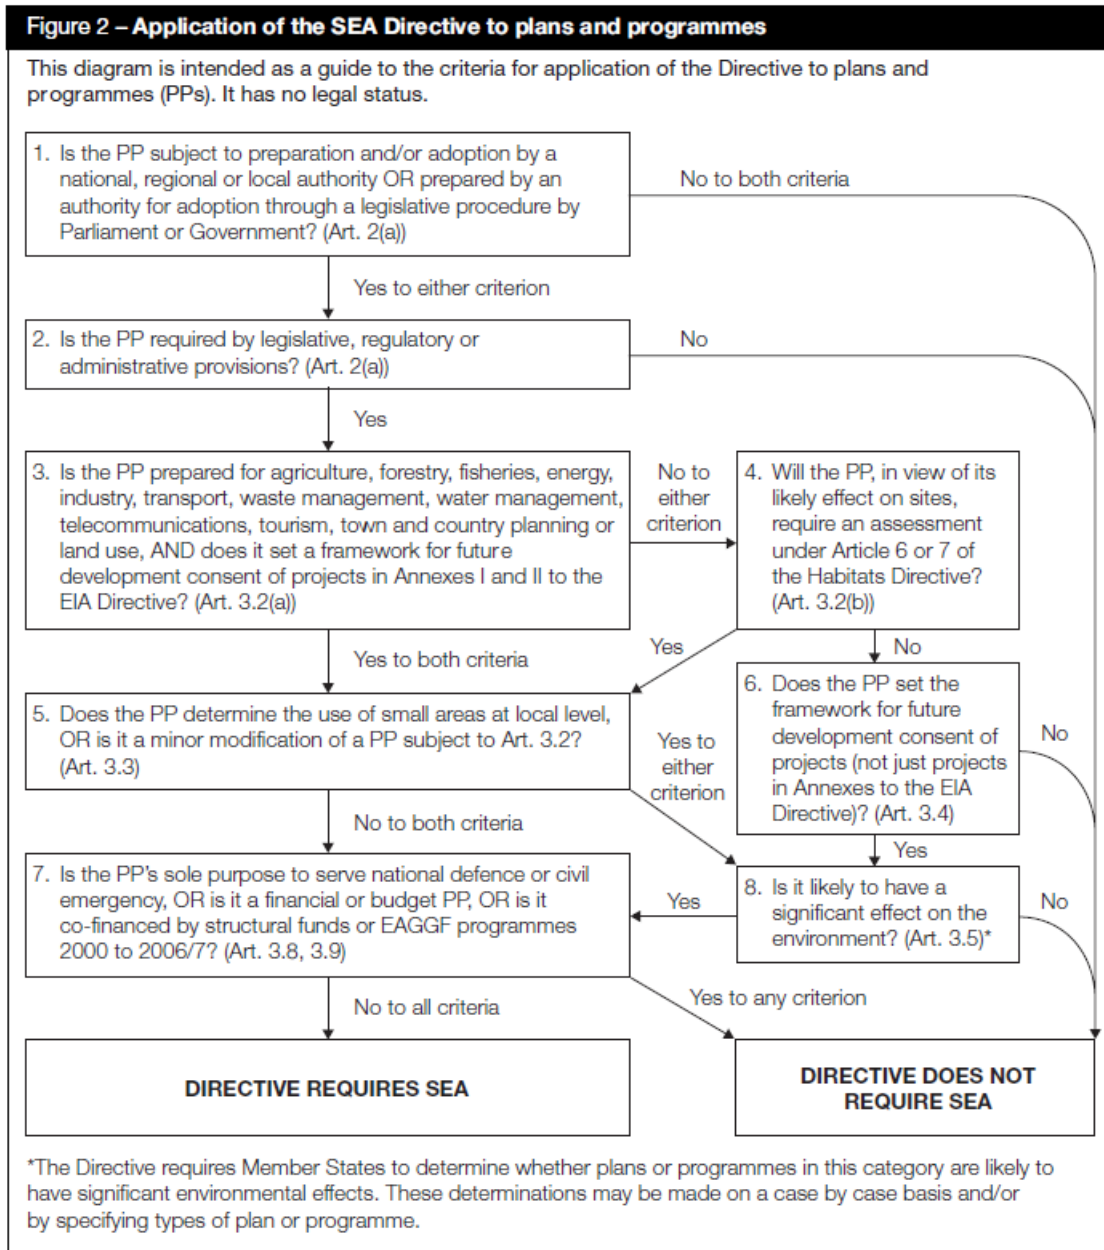 Figure 2 – Application of the SEA Directive to plans and programmes
This diagram is intended as a guide to the criteria for application of the Directive to plans and
programmes (PPs). It has no legal status.
1. Is the PP subject to preparation and/or adoption by a
national, regional or local authority OR prepared by an
authority for adoption through a legislative procedure by
Parliament or Government? (Art. 2(a))
No to both criteria
Yes to either criterion
2. Is the PP required by legislative, regulatory or
administrative provisions? (Art. 2(a))
No
Yes
3. Is the PP prepared for agriculture, forestry, fisheries, energy,
industry, transport, waste management, water management,
telecommunications, tourism, town and country planning or
land use, AND does it set a framework for future
development consent of projects in Annexes I and II to the
EIA Directive? (Art. 3.2(a))
No to
either
criterion
4. Will the PP, in view of its
likely effect on sites,
require an assessment
under Article 6 or 7 of
the Habitats Directive?
(Art. 3.2(b))
Yes to both criteria
Yes
No
5. Does the PP determine the use of small areas at local level,
OR is it a minor modification of a PP subject to Art. 3.2?
(Art. 3.3)
Yes to
either
criterion
6. Does the PP set the
framework for future
development consent of
projects (not just projects
in Annexes to the EIA
Directive)? (Art. 3.4)
No
No to both criteria
Yes
7. Is the PP's sole purpose to serve national defence or civil
emergency, OR is it a financial or budget PP, OR is it
co-financed by structural funds or EAGGF programmes
2000 to 2006/7? (Art. 3.8, 3.9)
Yes
8. Is it likely to have a
significant effect on the
environment? (Art. 3.5)*
No
No to all criteria
Yes to any criterion
DIRECTIVE REQUIRES SEA
DIRECTIVE DOES NOT
REQUIRE SEA
*The Directive requires Member States to determine whether plans or programmes in this category are likely to
have significant environmental effects. These determinations may be made on a case by case basis and/or
by specifying types of plan or programme.